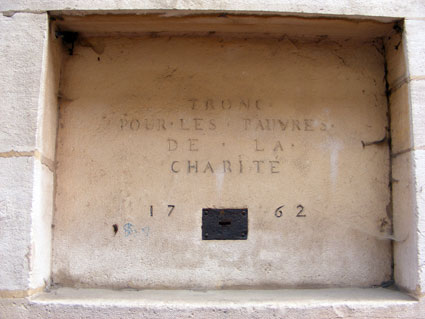 TRONC
POUR · LES · PAUVRES ·
DE · LA ·
CHARITÉ
17 62